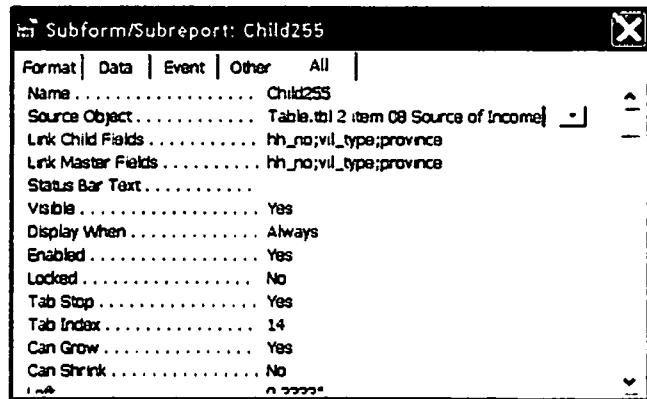 Subform/Subreport: Child255
Format Data Event Other All
Name . . . . . . . . . . . . . . . . . . . Child255
Source Object . . . . . . . . . . . . Table.tbl 2 item 08 Source of Income
Link Child Fields . . . . . . . . . . . hh_no;vil_type;province
Link Master Fields . . . . . . . . . hh_no;vil_type;province
Status Bar Text . . . . . . . . . . .
Visible . . . . . . . . . . . . . . . . . . Yes
Display When . . . . . . . . . . . . . Always
Enabled . . . . . . . . . . . . . . . . . Yes
Locked . . . . . . . . . . . . . . . . . . No
Tab Stop . . . . . . . . . . . . . . . . Yes
Tab Index . . . . . . . . . . . . . . . 14
Can Grow . . . . . . . . . . . . . . . Yes
Can Shrink . . . . . . . . . . . . . . No